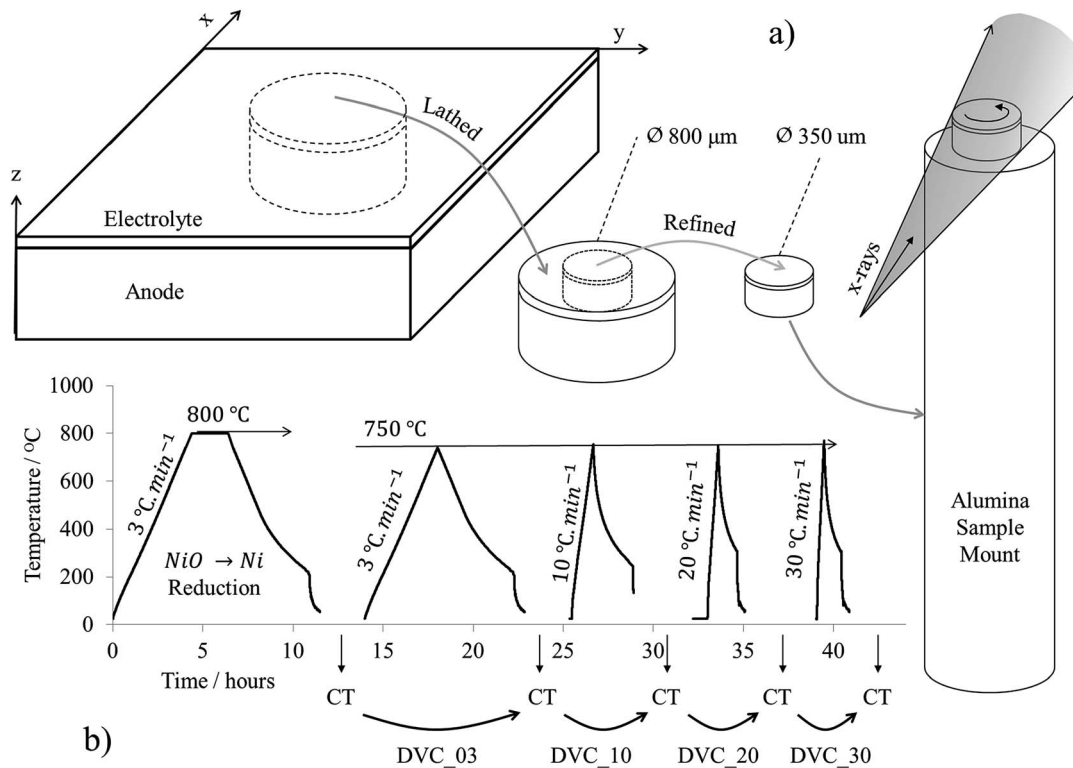 a)
x
y
z
Lathed
Ø 800 µm
Ø 350 um
Refined
x-rays
Electrolyte
Anode
Alumina
Sample
Mount
1000
800
600
400
200
0
Temperature / ºC
800 ℃
3 ℃. min⁻¹
NiO → Ni
Reduction
750 ℃
3 ℃. min⁻¹
10 ℃. min⁻¹
20 ℃. min⁻¹
30 ℃. min⁻¹
0 5 10 15 20 25 30 35 40
Time / hours
CT CT CT CT CT
DVC_03 DVC_10 DVC_20 DVC_30
b)